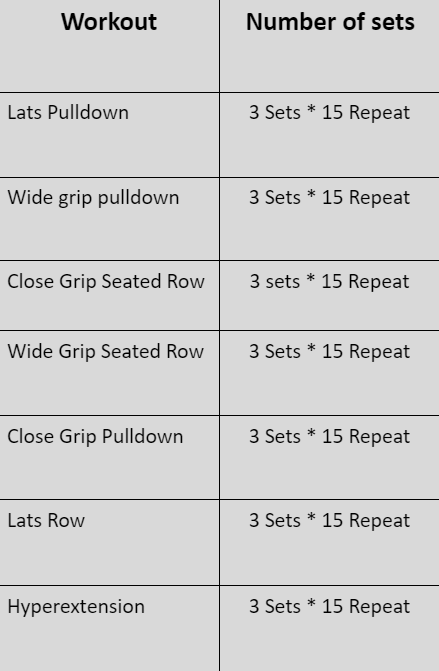 Workout Number of sets
Lats Pulldown 3 Sets * 15 Repeat
Wide grip pulldown 3 Sets * 15 Repeat
Close Grip Seated Row 3 sets * 15 Repeat
Wide Grip Seated Row 3 Sets * 15 Repeat
Close Grip Pulldown 3 Sets * 15 Repeat
Lats Row 3 Sets * 15 Repeat
Hyperextension 3 Sets * 15 Repeat